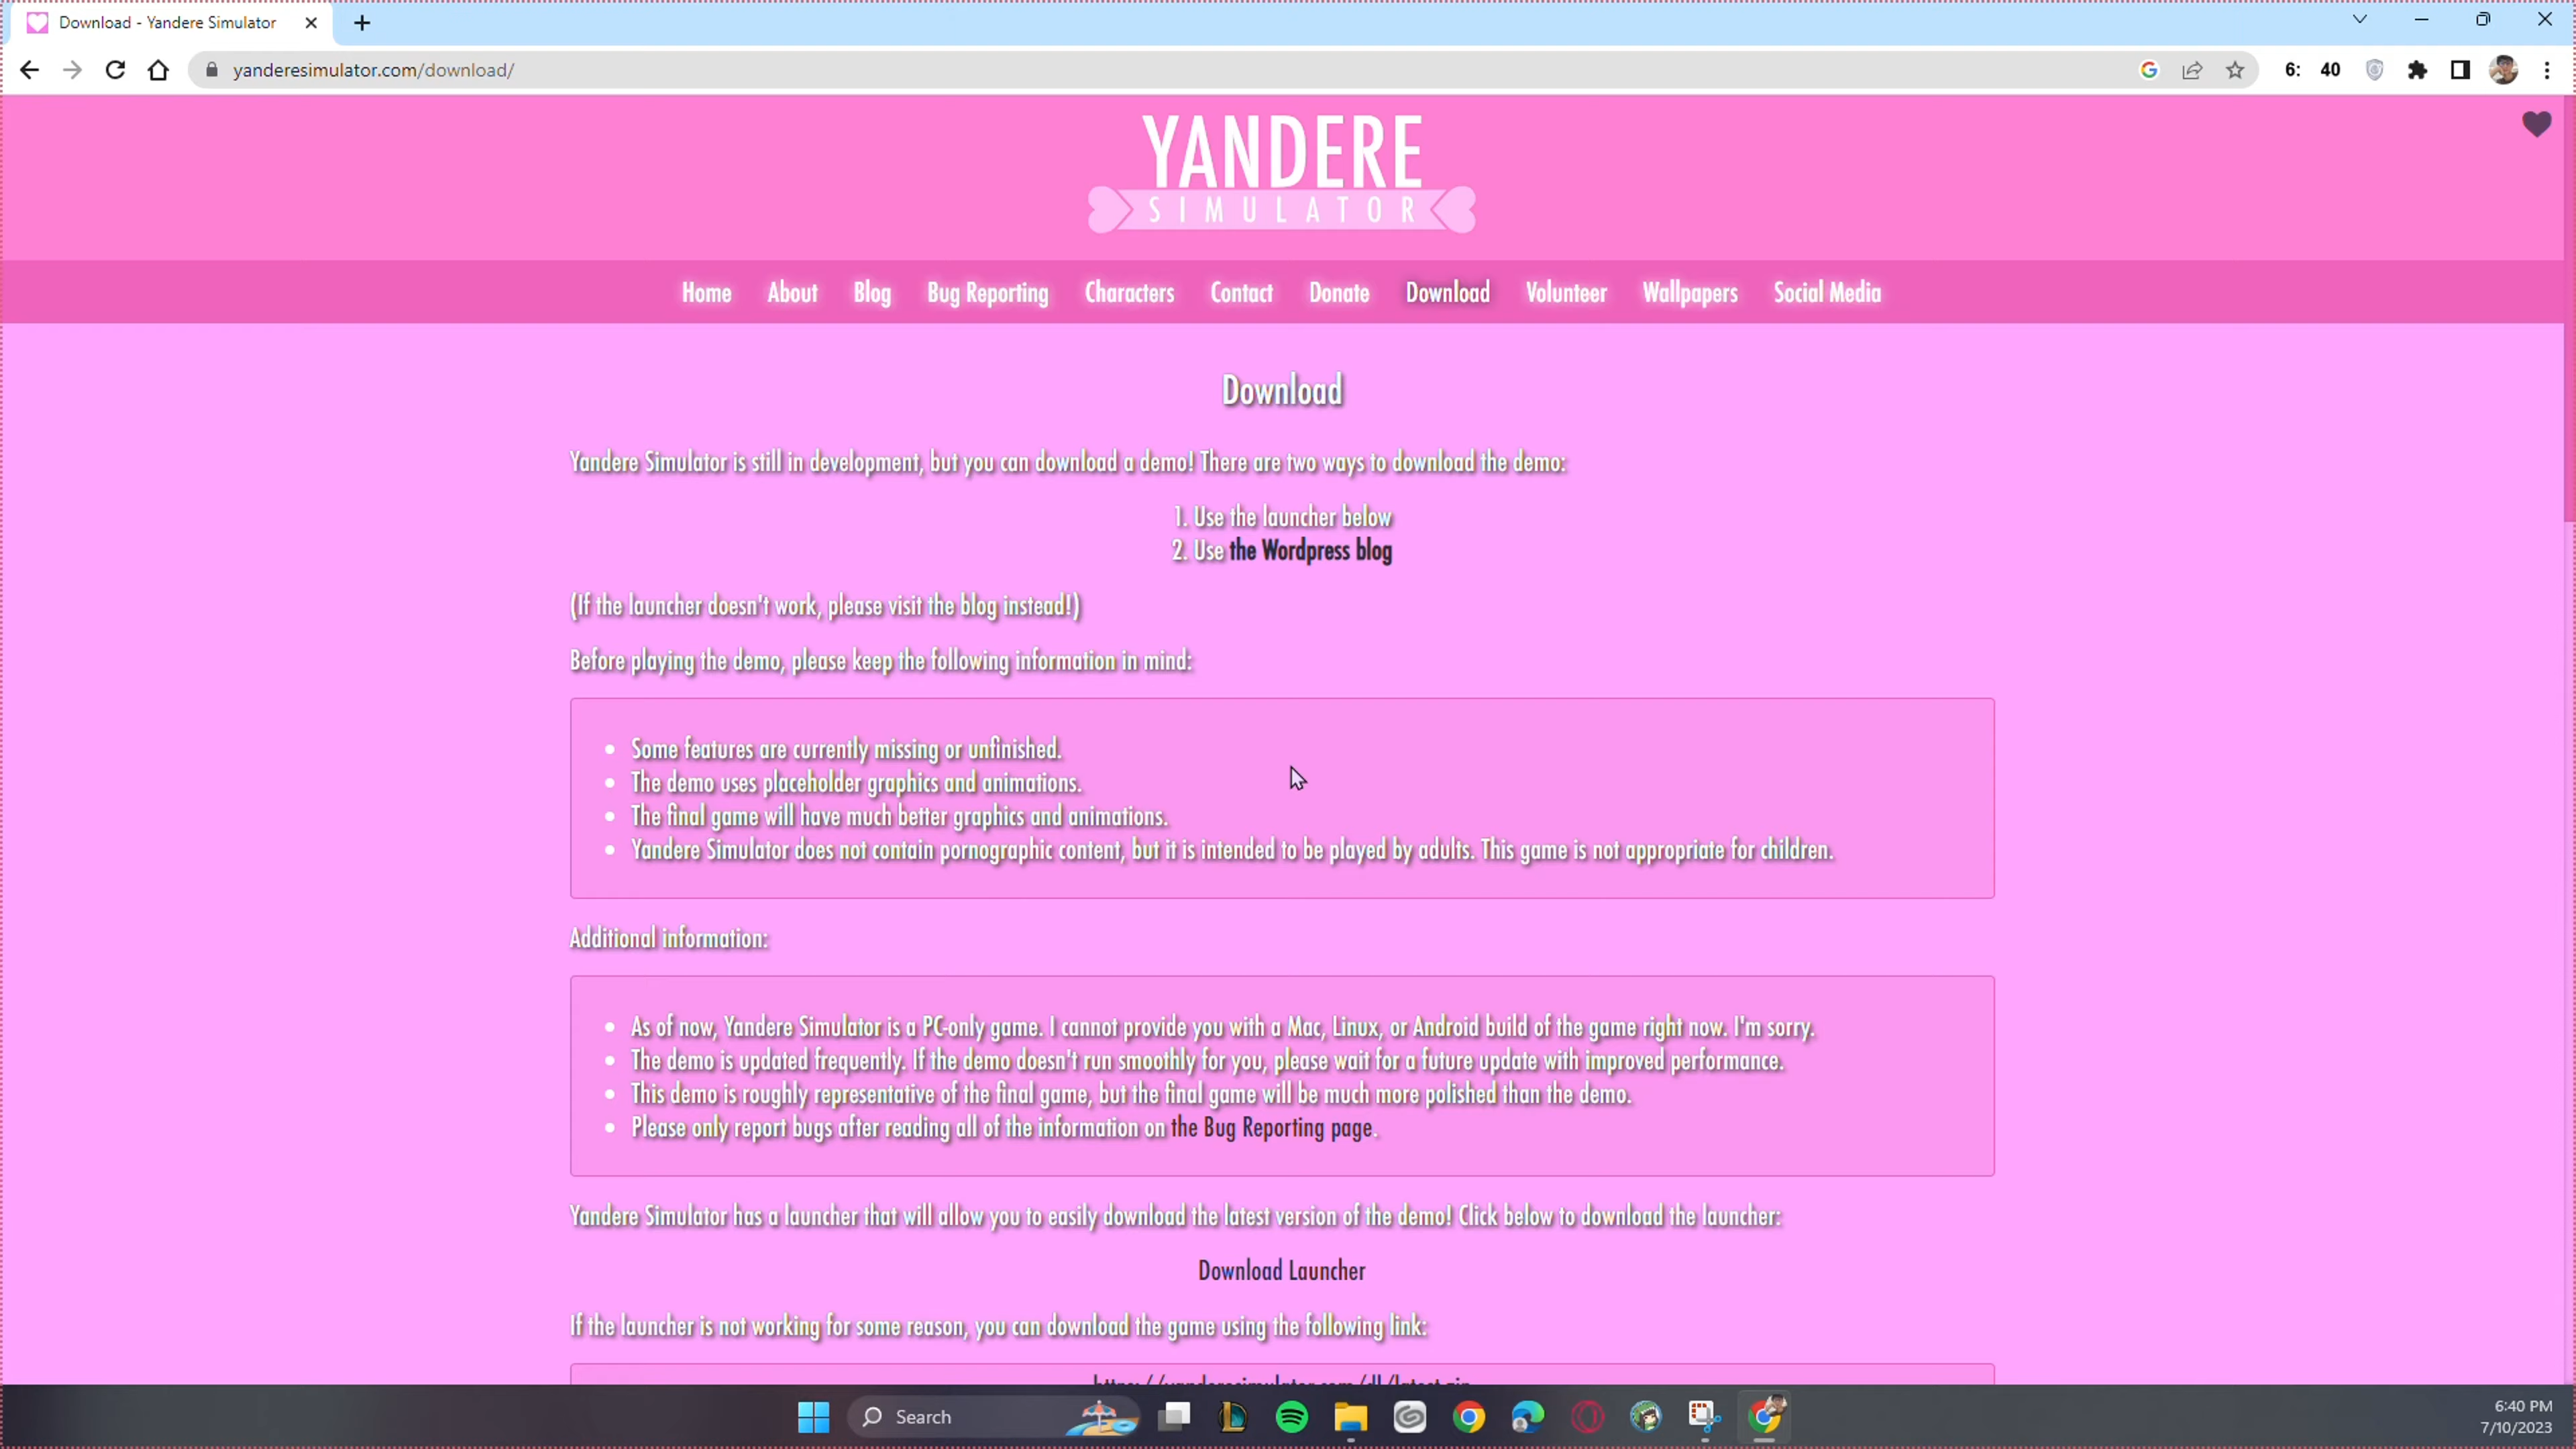 Download - Yandere Simulator
yanderesimulator.com/download/
6: 40
YANDERE
SIMULATOR
Home About Blog Bug Reporting Characters Contact Donate Download Volunteer Wallpapers Social Media
Download
Yandere Simulator is still in development, but you can download a demo! There are two ways to download the demo:
1. Use the launcher below
2. Use the Wordpress blog
(If the launcher doesn't work, please visit the blog instead!)
Before playing the demo, please keep the following information in mind:
Some features are currently missing or unfinished.
The demo uses placeholder graphics and animations.
The final game will have much better graphics and animations.
Yandere Simulator does not contain pornographic content, but it is intended to be played by adults. This game is not appropriate for children.
Additional information:
As of now, Yandere Simulator is a PC-only game. I cannot provide you with a Mac, Linux, or Android build of the game right now. I'm sorry.
The demo is updated frequently. If the demo doesn't run smoothly for you, please wait for a future update with improved performance.
This demo is roughly representative of the final game, but the final game will be much more polished than the demo.
Please only report bugs after reading all of the information on the Bug Reporting page.
Yandere Simulator has a launcher that will allow you to easily download the latest version of the demo! Click below to download the launcher:
Download Launcher
If the launcher is not working for some reason, you can download the game using the following link:
https://yanderesimulator.com/dl/latest.zip
Search
6:40 PM
7/10/2023